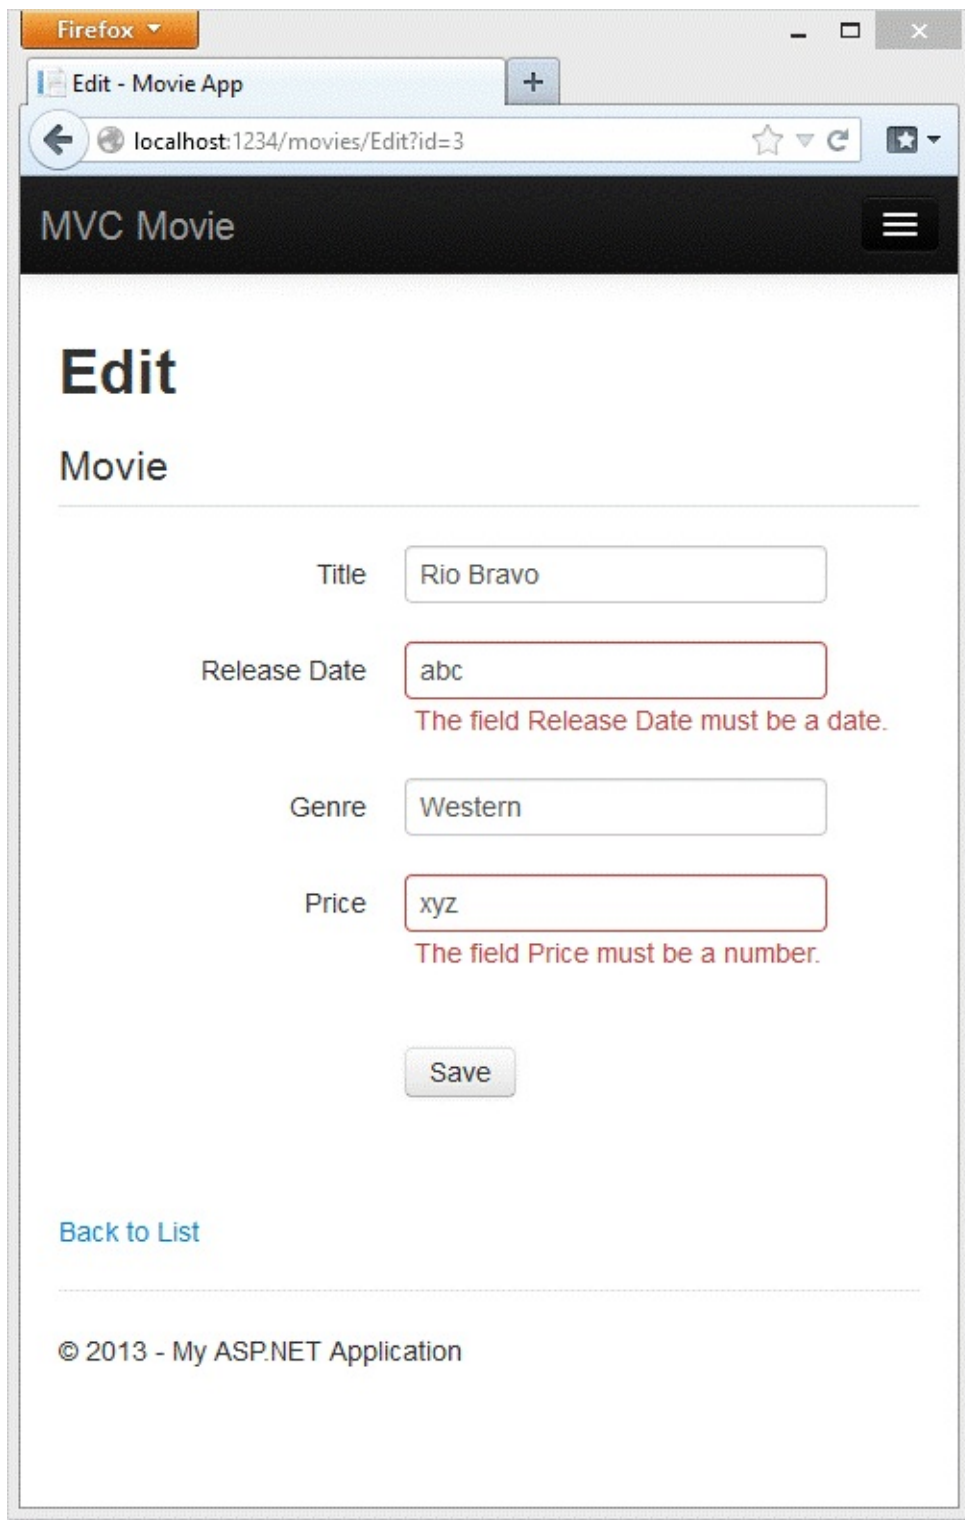 Firefox
Edit - Movie App
localhost:1234/movies/Edit?id=3
MVC Movie
Edit
Movie
Title Rio Bravo
Release Date abc
The field Release Date must be a date.
Genre Western
Price xyz
The field Price must be a number.
Save
Back to List
© 2013 - My ASP.NET Application